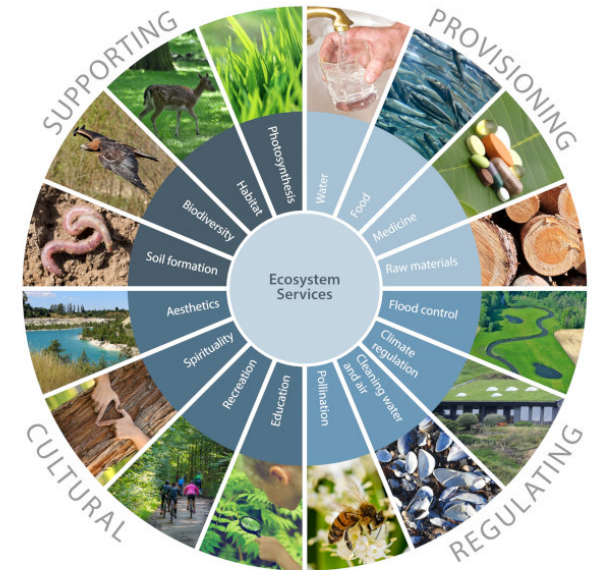 SUPPORTING
PROVISIONING
Photosynthesis
Water
Habitat
Food
Biodiversity
Medicine
Soil formation
Raw materials
Ecosystem
Services
Aesthetics
Flood control
Spirituality
Climate
regulation
Recreation
Cleaning water
and air
Education
Pollination
CULTURAL
REGULATING